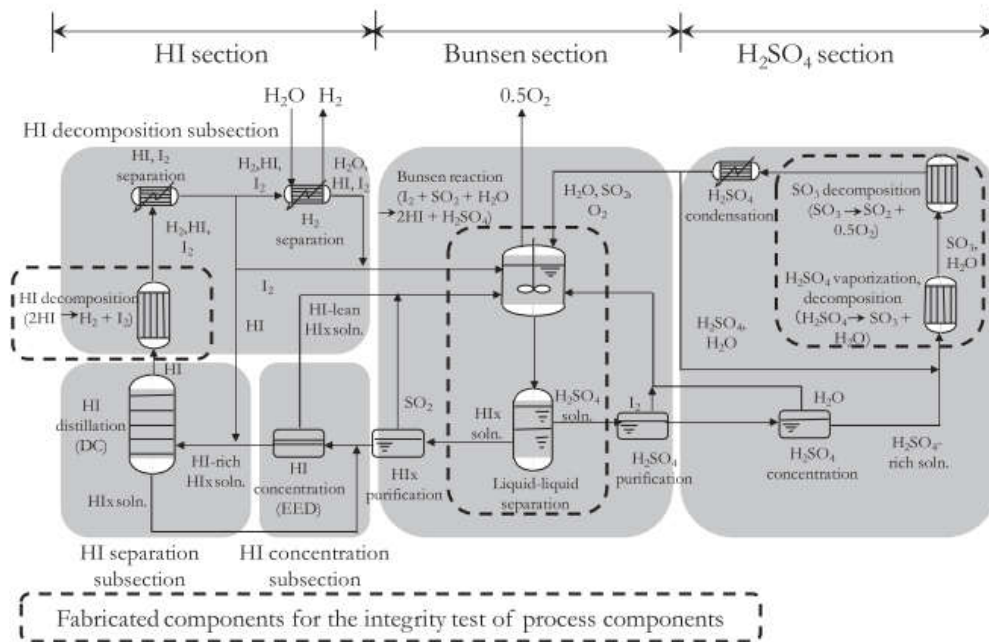 HI section
Bunsen section
H₂SO₄ section
H₂O
H₂
0.5O₂
HI decomposition subsection
HI, I₂
separation
H₂,HI,
I₂
H₂O,
HI, I₂
H₂
separation
H₂,HI,
I₂
HI decomposition
(2HI → H₂ + I₂)
HI
I₂
HI
HI-lean
HIx soln.
Bunsen reaction
(I₂ + SO₂ + H₂O
→2HI + H₂SO₄)
H₂O, SO₂,
O₂
H₂SO₄
condensation
SO₃ decomposition
(SO₃→SO₂ +
0.5O₂)
SO₃,
H₂O
H₂SO₄ vaporization,
decomposition
(H₂SO₄→ SO₃ +
H₂O)
H₂SO₄,
H₂O
HI
distillation
(DC)
HI-rich
HIx soln.
HIx soln.
HI
concentration
(EED)
SO₂
HIx
purification
HIx
soln.
H₂SO₄
soln.
Liquid-liquid
separation
I₂
H₂SO₄
purification
H₂O
H₂SO₄
concentration
H₂SO₄-
rich soln.
HI separation
subsection
HI concentration
subsection
Fabricated components for the integrity test of process components